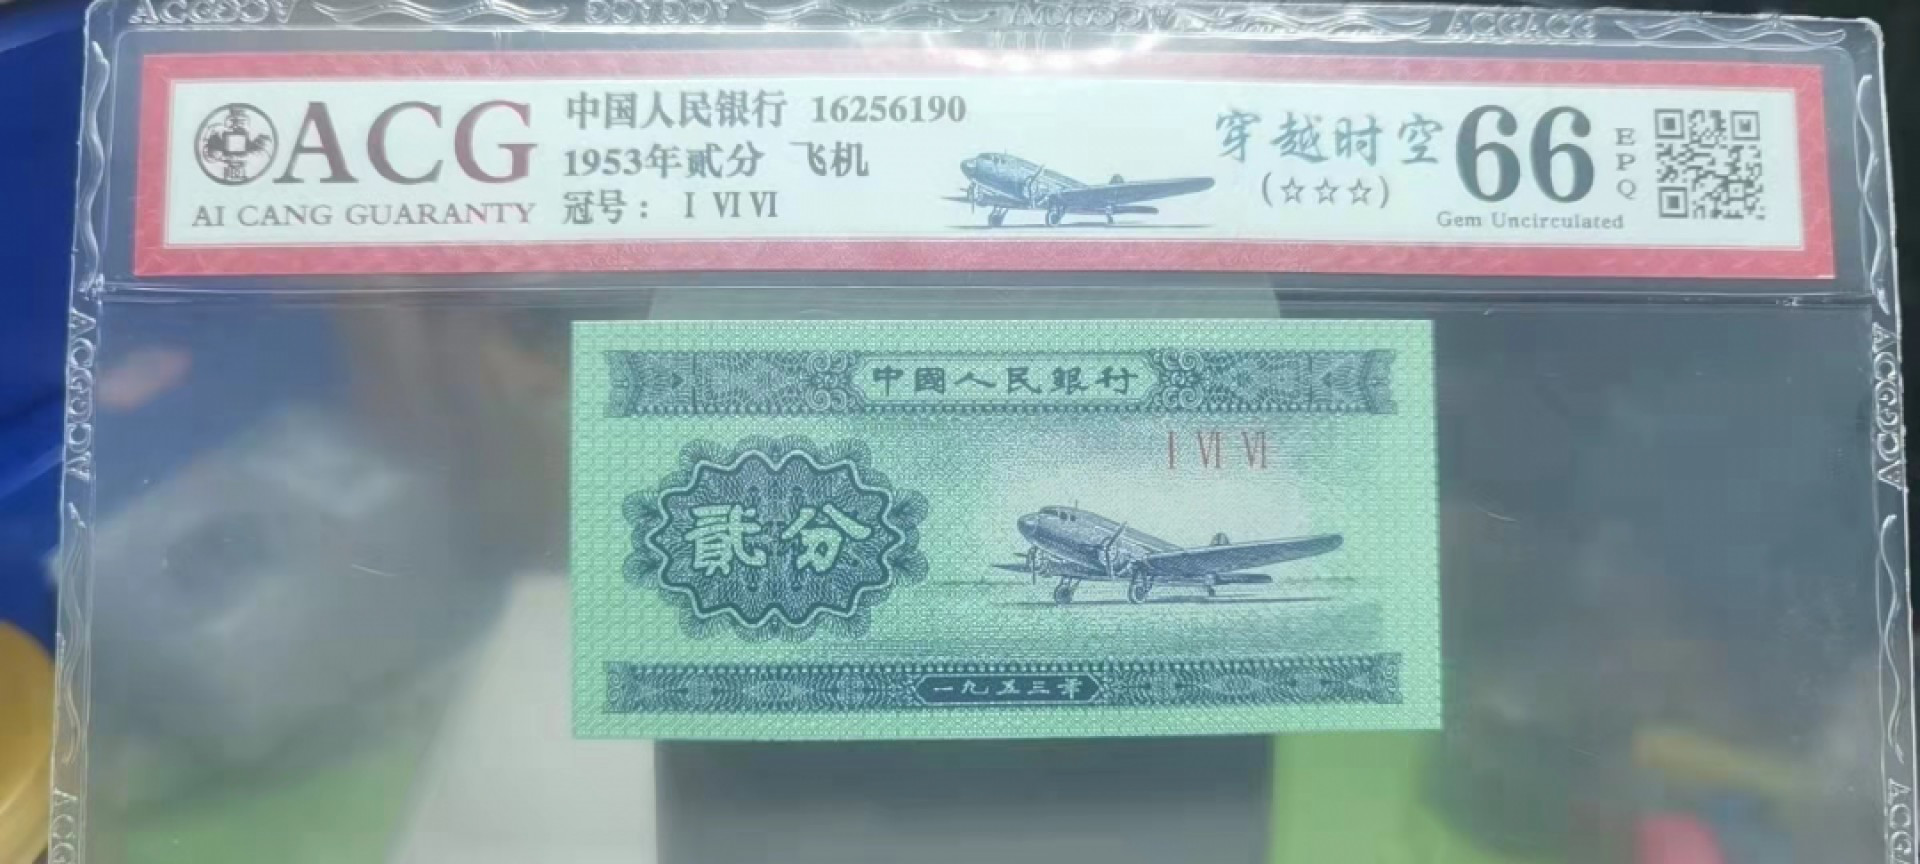 ACG
AI CANG GUARANTY
中国人民银行 16256190
1953年贰分 飞机
冠号： Ⅰ Ⅵ Ⅵ
穿越时空
(☆☆☆)
66
EPQ
Gem Uncirculated
中國人民銀行
Ⅰ Ⅵ Ⅵ
貳分
一九五三年